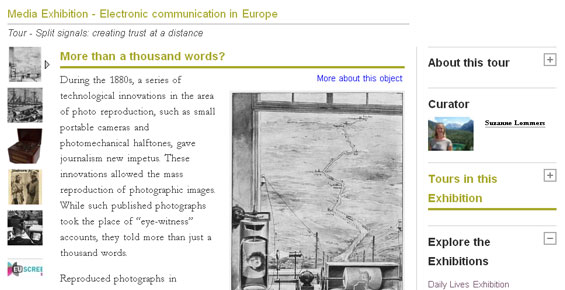 Media Exhibition - Electronic communication in Europe
Tour - Split signals: creating trust at a distance
More than a thousand words?
More about this object
During the 1880s, a series of
technological innovations in the area
of photo reproduction, such as small
portable cameras and
photomechanical halftones, gave
journalism new impetus. These
innovations allowed the mass
reproduction of photographic images.
While such published photographs
took the place of “eye-witness”
accounts, they told more than just a
thousand words.
Reproduced photographs in
EUSCREE
About this tour
Curator
Suzanne Lommers
Tours in this
Exhibition
Explore the
Exhibitions
Daily Lives Exhibition